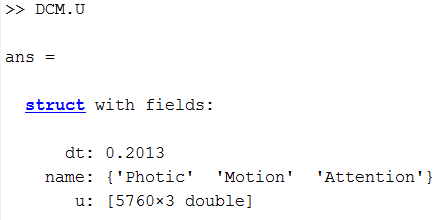 >> DCM.U
ans =
struct with fields:
dt: 0.2013
name: {'Photic' 'Motion' 'Attention'}
u: [5760×3 double]